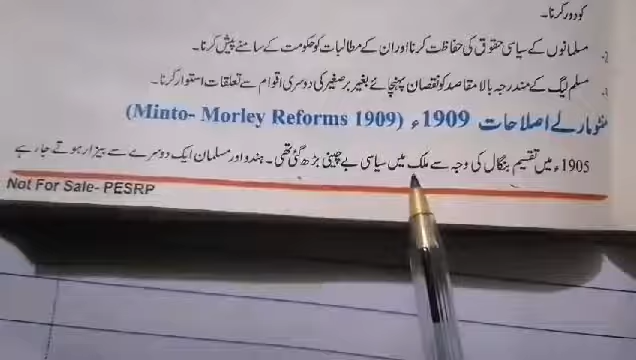 کو دور کرنا۔
مسلمانوں کے سیاسی حقوق کی حفاظت کرنا اور ان کے مطالبات کو حکومت کے سامنے پیش کرنا۔
مسلم لیگ کے مندرجہ بالا مقاصد کو نقصان پہنچائے بغیر برصغیر کی دوسری اقوام سے تعلقات استوار کرنا۔
منٹو مارلے اصلاحات 1909ء (Minto- Morley Reforms 1909)
1905ء میں تقسیم بنگال کی وجہ سے ملک میں سیاسی بے چینی بڑھ گئی تھی۔ ہندو اور مسلمان ایک دوسرے سے بیزار ہوتے جا رہے
Not For Sale- PESRP